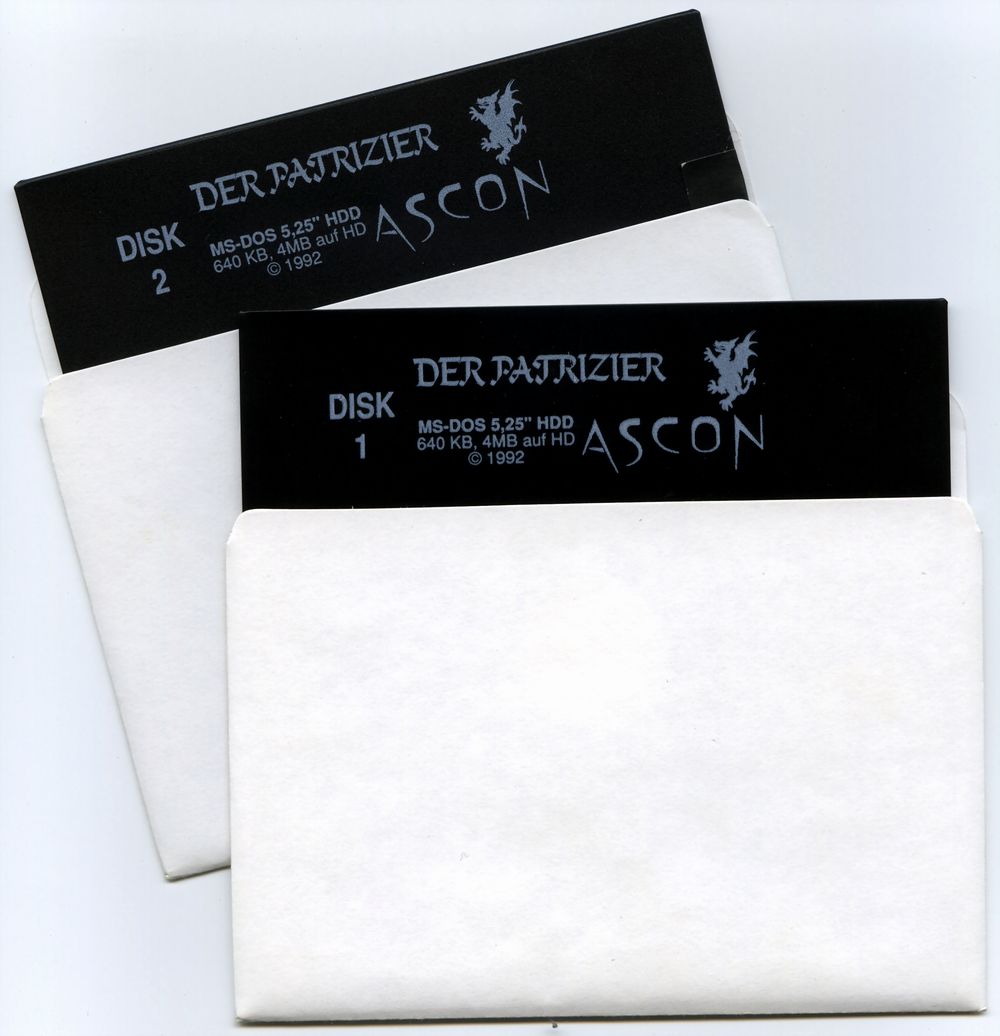 DER PATRIZIER
DISK
2
MS-DOS 5,25" HDD
640 KB, 4MB auf HD
© 1992
ASCON
DER PATRIZIER
DISK
1
MS-DOS 5,25" HDD
640 KB, 4MB auf HD
© 1992
ASCON